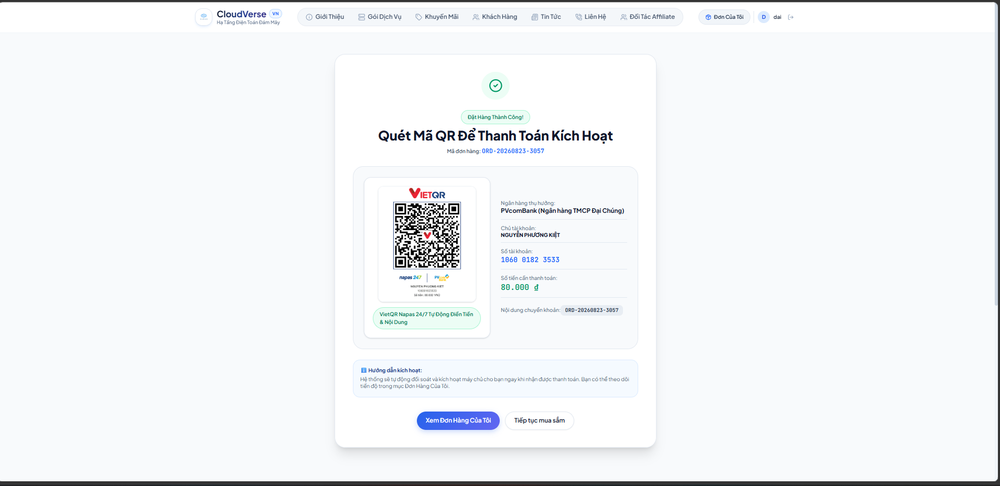 CloudVerse VN
Hạ Tầng Điện Toán Đám Mây
Giới Thiệu
Gói Dịch Vụ
Khuyến Mãi
Khách Hàng
Tin Tức
Liên Hệ
Đối Tác Affiliate
Đơn Của Tôi
D
dai
Đặt Hàng Thành Công!
Quét Mã QR Để Thanh Toán Kích Hoạt
Mã đơn hàng: ORD-20260823-3057
VIETQR
napas 247
NGUYEN PHUONG KIET
106001823533
Số tiền: 80.000 VND
VietQR Napas 24/7 Tự Động Điền Tiền
& Nội Dung
Ngân hàng thụ hưởng:
PVcomBank (Ngân hàng TMCP Đại Chúng)
Chủ tài khoản:
NGUYỄN PHƯƠNG KIỆT
Số tài khoản:
1060 0182 3533
Số tiền cần thanh toán:
80.000 ₫
Nội dung chuyển khoản: ORD-20260823-3057
Hướng dẫn kích hoạt:
Hệ thống sẽ tự động đối soát và kích hoạt máy chủ cho bạn ngay khi nhận được thanh toán. Bạn có thể theo dõi
tiến độ trong mục Đơn Hàng Của Tôi.
Xem Đơn Hàng Của Tôi
Tiếp tục mua sắm